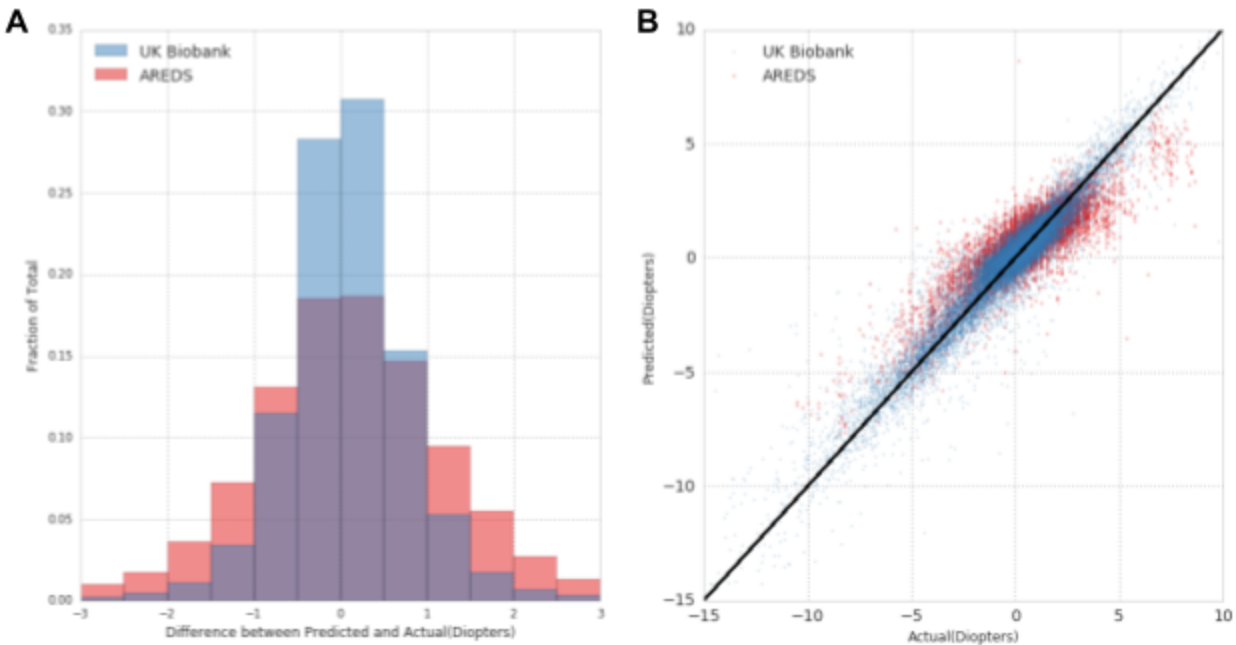 A
0.35
UK Biobank
AREDS
0.30
0.25
0.20
0.15
0.10
0.05
0.00
Fraction of Total
−3 −2 −1 0 1 2 3
Difference between Predicted and Actual(Diopters)
B
10
UK Biobank
AREDS
5
0
−5
−10
−15
Predicted(Diopters)
−15 −10 −5 0 5 10
Actual(Diopters)